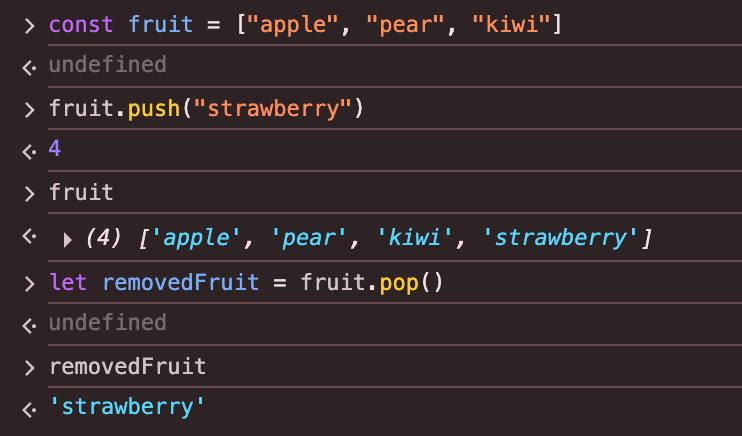 > const fruit = ["apple", "pear", "kiwi"]
undefined
> fruit.push("strawberry")
4
> fruit
(4) ['apple', 'pear', 'kiwi', 'strawberry']
> let removedFruit = fruit.pop()
undefined
> removedFruit
'strawberry'